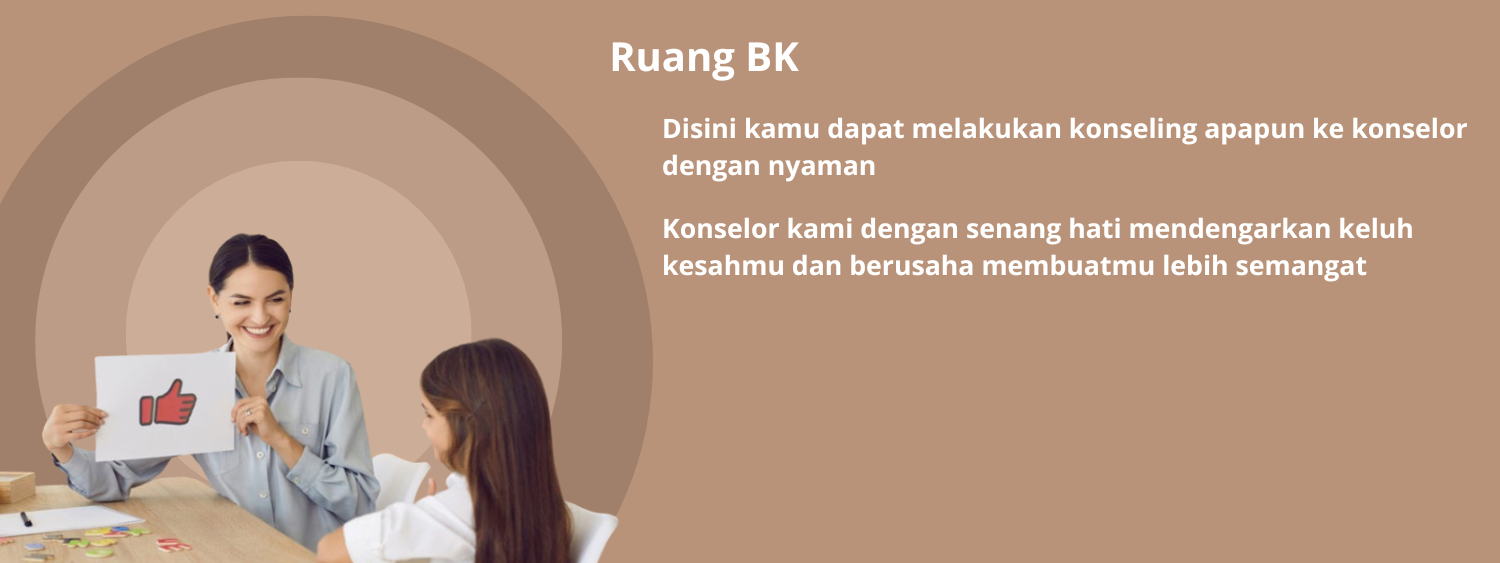 Ruang BK
Disini kamu dapat melakukan konseling apapun ke konselor
dengan nyaman
Konselor kami dengan senang hati mendengarkan keluh
kesahmu dan berusaha membuatmu lebih semangat